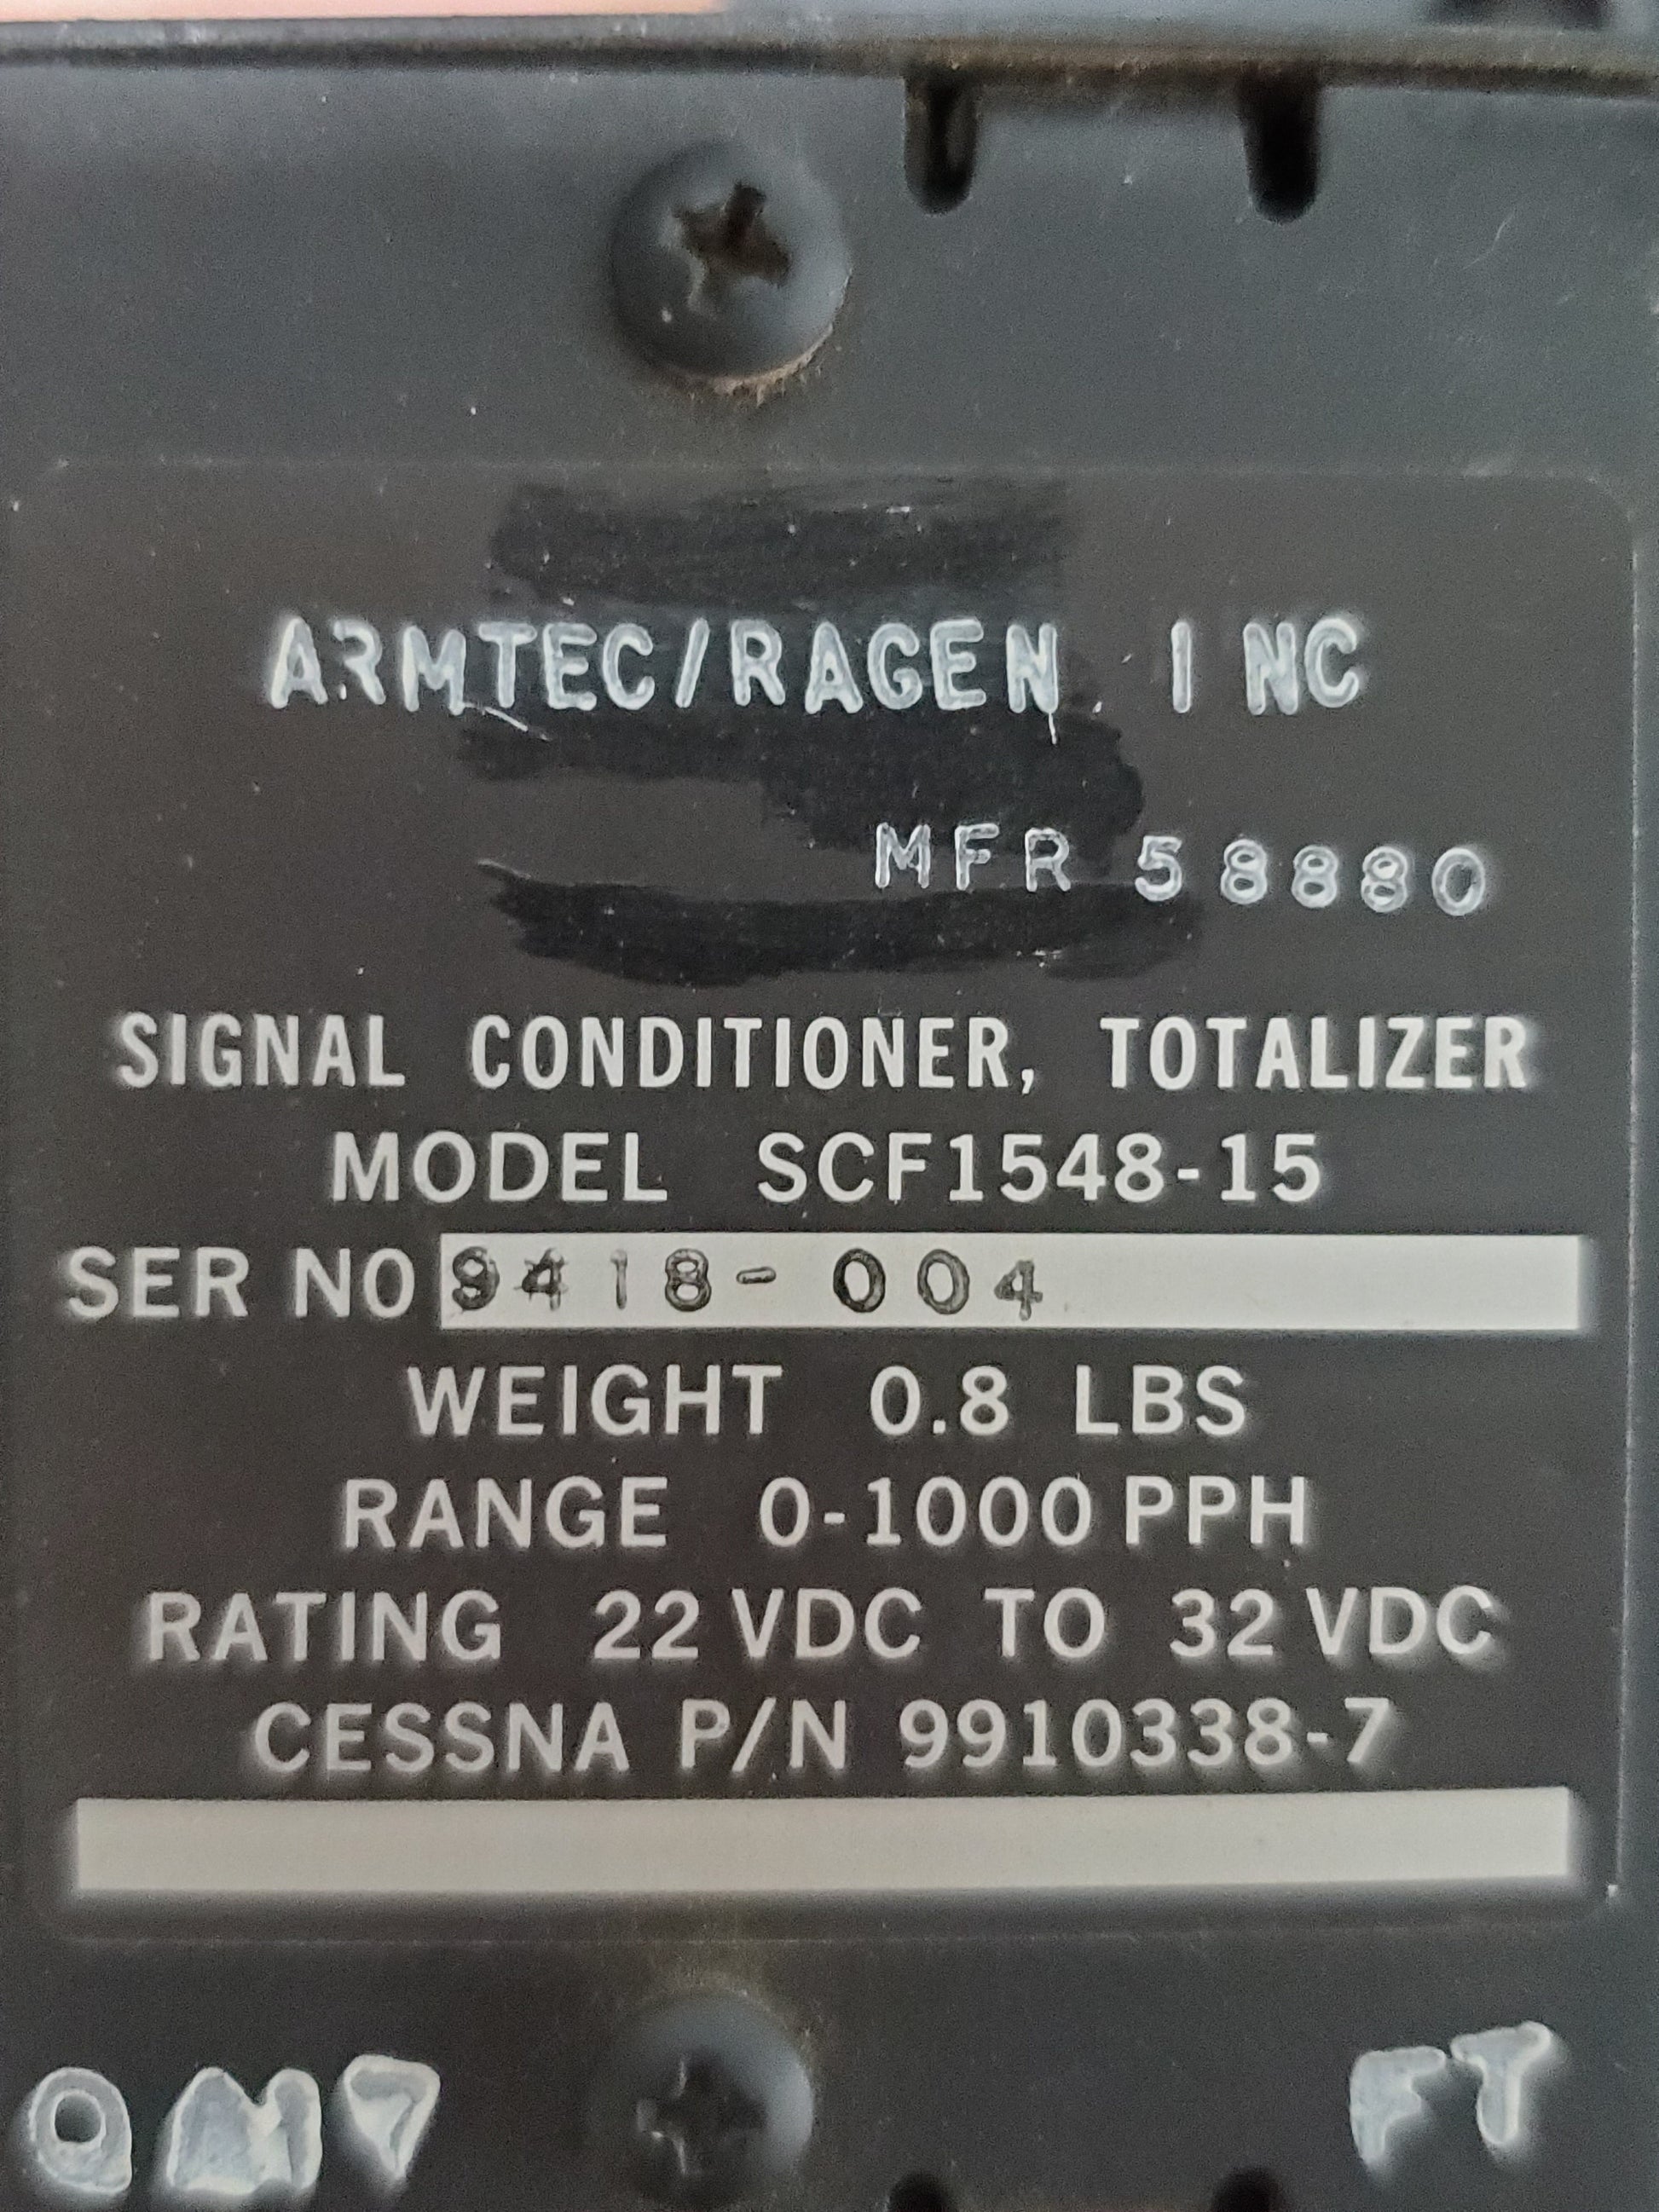 ARMTEC/RAGEN, INC
MFR 58880
SIGNAL CONDITIONER, TOTALIZER
MODEL SCF1548-15
SER NO 9418-004
WEIGHT 0.8 LBS
RANGE 0-1000 PPH
RATING 22 VDC TO 32 VDC
CESSNA P/N 9910338-7
QM7 FT